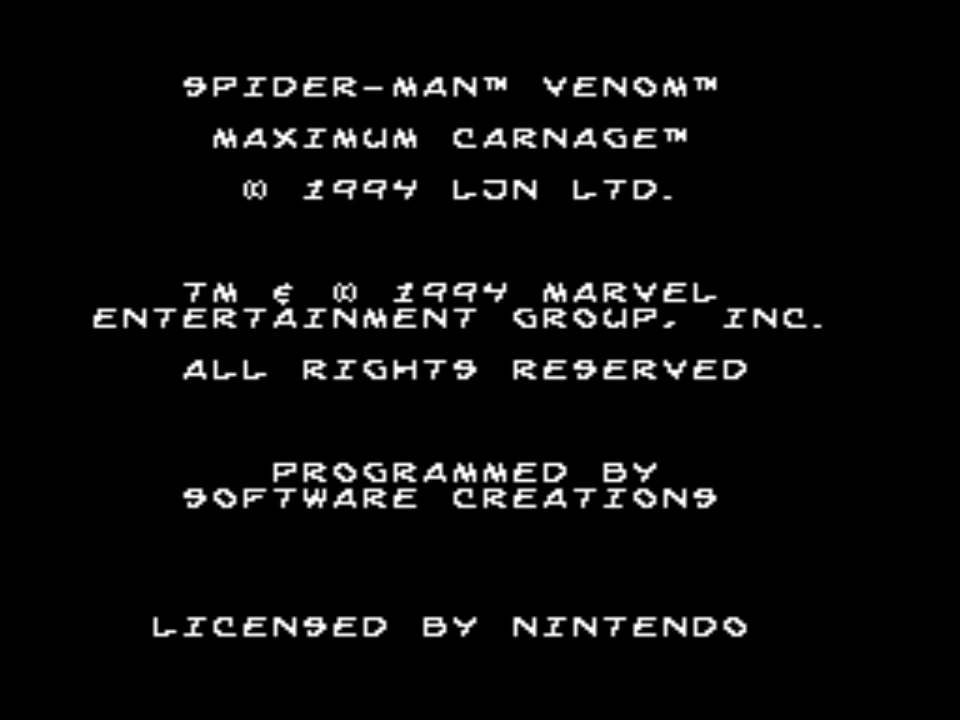 SPIDER-MAN™ VENOM™
MAXIMUM CARNAGE™
© 1994 LJN LTD.
TM & © 1994 MARVEL
ENTERTAINMENT GROUP, INC.
ALL RIGHTS RESERVED
PROGRAMMED BY
SOFTWARE CREATIONS
LICENSED BY NINTENDO